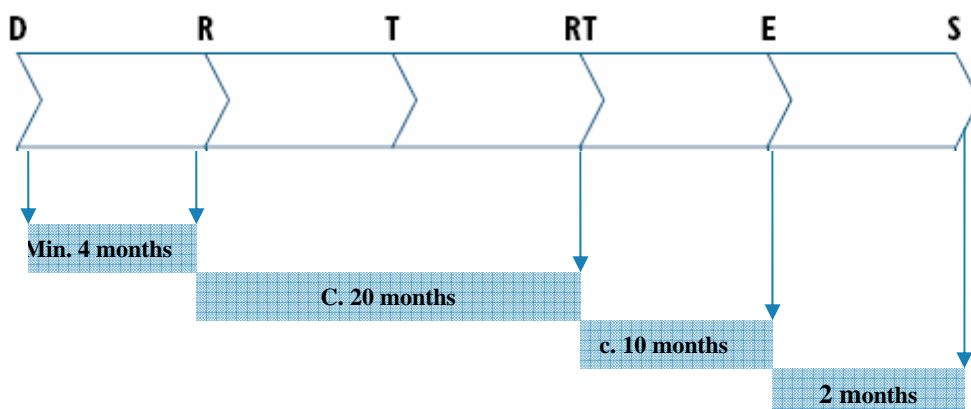 D R T RT E S
Min. 4 months
C. 20 months
c. 10 months
2 months